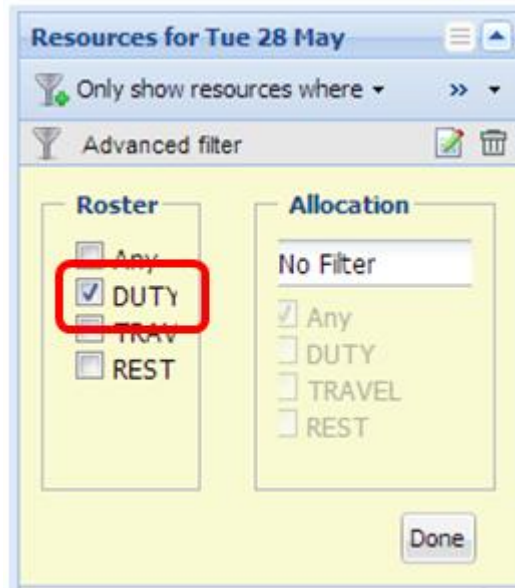 Resources for Tue 28 May
Only show resources where
Advanced filter
Roster
Any
DUTY
TRAV
REST
Allocation
No Filter
Any
DUTY
TRAVEL
REST
Done